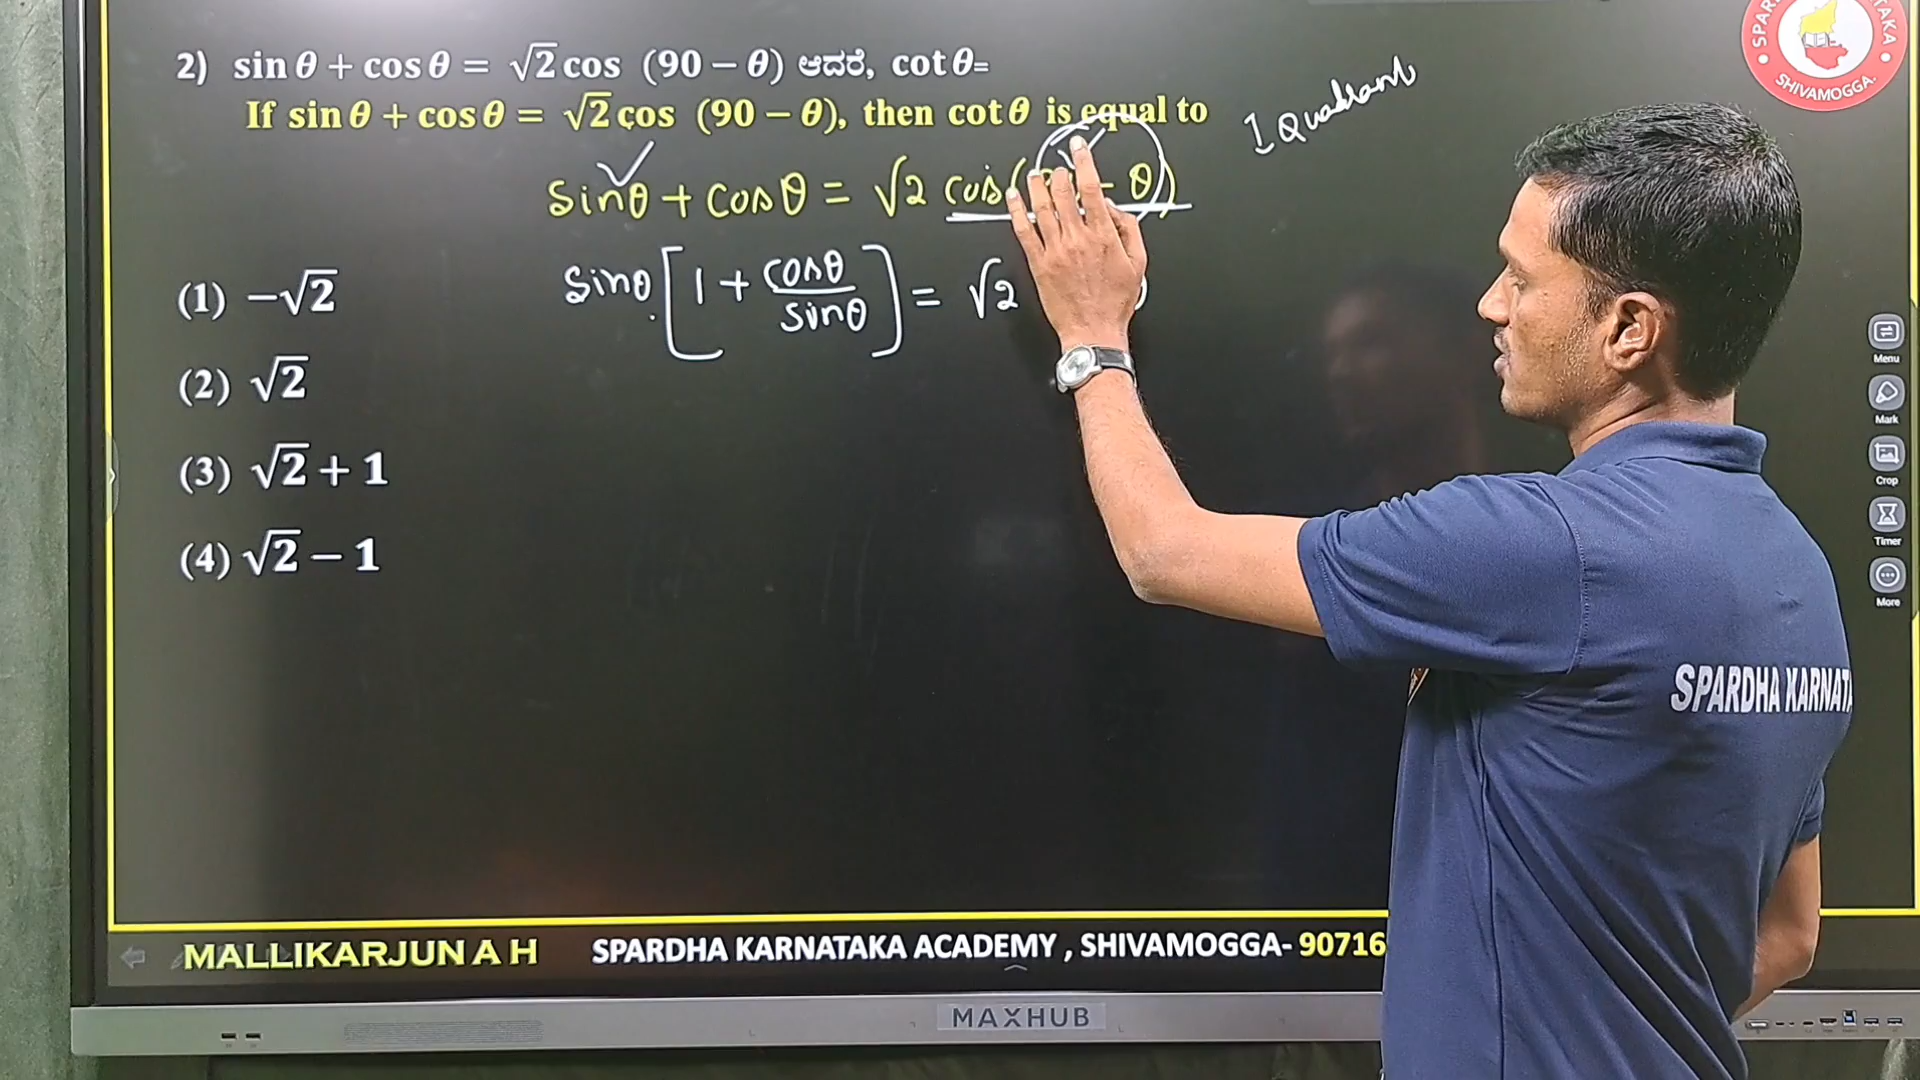 2) sin θ + cos θ = √2 cos (90 − θ) ಆದರೆ, cot θ=
If sin θ + cos θ = √2 cos (90 − θ), then cot θ is equal to
I Quadrant
sinθ + cosθ = √2 cos( - θ)
sinθ [1 + cosθ/sinθ] = √2
(1) −√2
(2) √2
(3) √2 + 1
(4) √2 − 1
SHIVAMOGGA.
Menu
Mark
Crop
Timer
More
SPARDHA KARNATA
MALLIKARJUN A H SPARDHA KARNATAKA ACADEMY , SHIVAMOGGA- 90716
MAXHUB